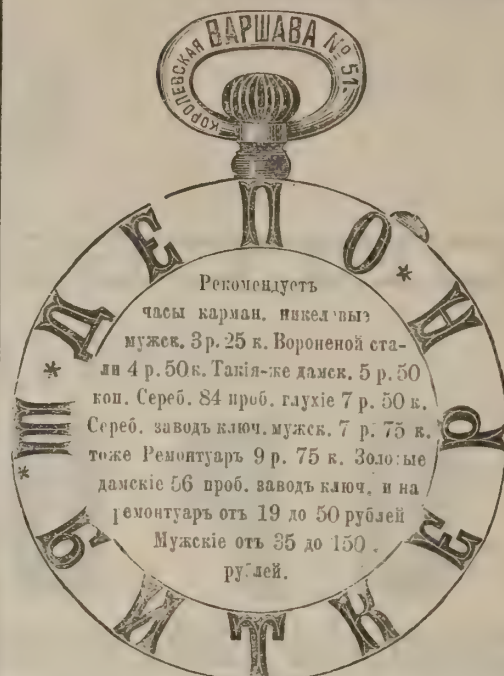 КОРОЛЕВСКАЯ ВАРШАВА № 51.
ДЕПО
Рекомендуетъ
часы карман. никелевыэ
мужск. 3 р. 25 к. Вороненой ста-
ли 4 р. 50 к. Такія-же дамск. 5 р. 50
коп. Сереб. 84 проб. глухіе 7 р. 50 к.
Сереб. заводъ ключ. мужск. 7 р. 75 к.
тоже Ремонтуаръ 9 р. 75 к. Золотые
дамскіе 56 проб. заводъ ключ. и на
ремонтуаръ отъ 19 до 50 рублей
Мужскіе отъ 35 до 150
рублей.